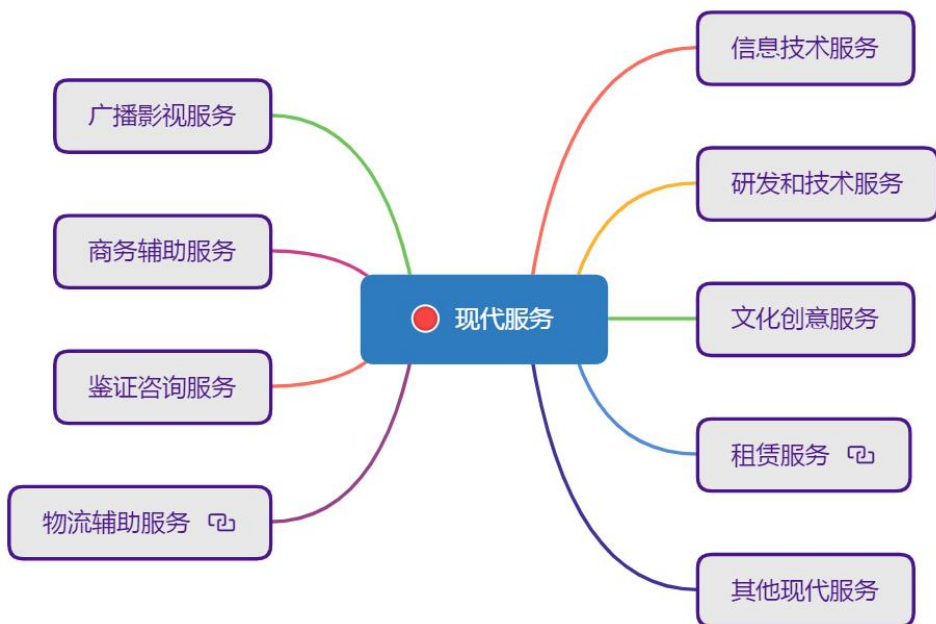 现代服务
信息技术服务
研发和技术服务
文化创意服务
租赁服务
其他现代服务
广播影视服务
商务辅助服务
鉴证咨询服务
物流辅助服务